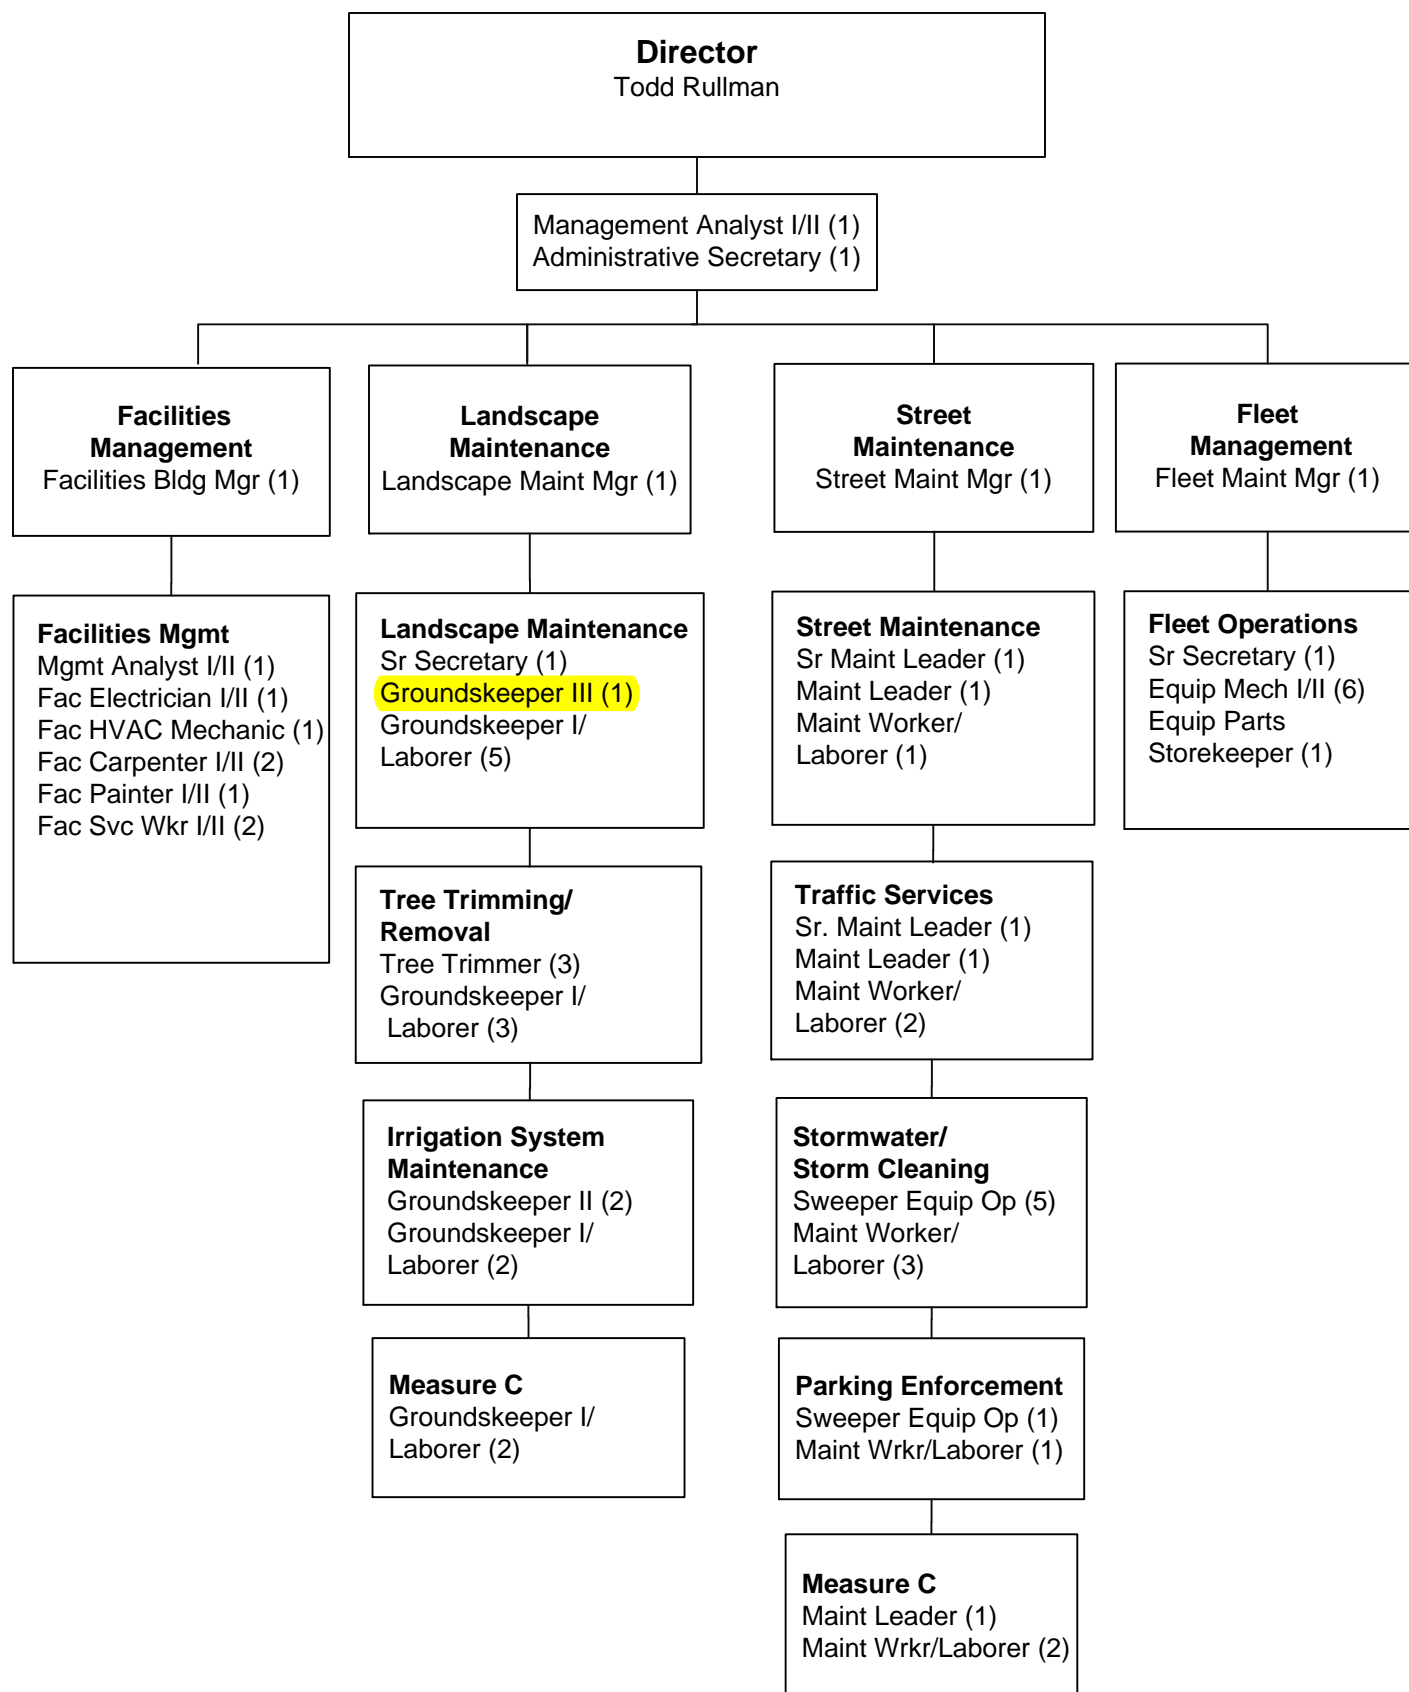 Director
Todd Rullman
Management Analyst I/II (1)
Administrative Secretary (1)
Facilities
Management
Facilities Bldg Mgr (1)
Landscape
Maintenance
Landscape Maint Mgr (1)
Street
Maintenance
Street Maint Mgr (1)
Fleet
Management
Fleet Maint Mgr (1)
Facilities Mgmt
Mgmt Analyst I/II (1)
Fac Electrician I/II (1)
Fac HVAC Mechanic (1)
Fac Carpenter I/II (2)
Fac Painter I/II (1)
Fac Svc Wkr I/II (2)
Landscape Maintenance
Sr Secretary (1)
Groundskeeper III (1)
Groundskeeper I/
Laborer (5)
Tree Trimming/
Removal
Tree Trimmer (3)
Groundskeeper I/
Laborer (3)
Irrigation System
Maintenance
Groundskeeper II (2)
Groundskeeper I/
Laborer (2)
Measure C
Groundskeeper I/
Laborer (2)
Street Maintenance
Sr Maint Leader (1)
Maint Leader (1)
Maint Worker/
Laborer (1)
Traffic Services
Sr. Maint Leader (1)
Maint Leader (1)
Maint Worker/
Laborer (2)
Stormwater/
Storm Cleaning
Sweeper Equip Op (5)
Maint Worker/
Laborer (3)
Parking Enforcement
Sweeper Equip Op (1)
Maint Wrkr/Laborer (1)
Measure C
Maint Leader (1)
Maint Wrkr/Laborer (2)
Fleet Operations
Sr Secretary (1)
Equip Mech I/II (6)
Equip Parts
Storekeeper (1)